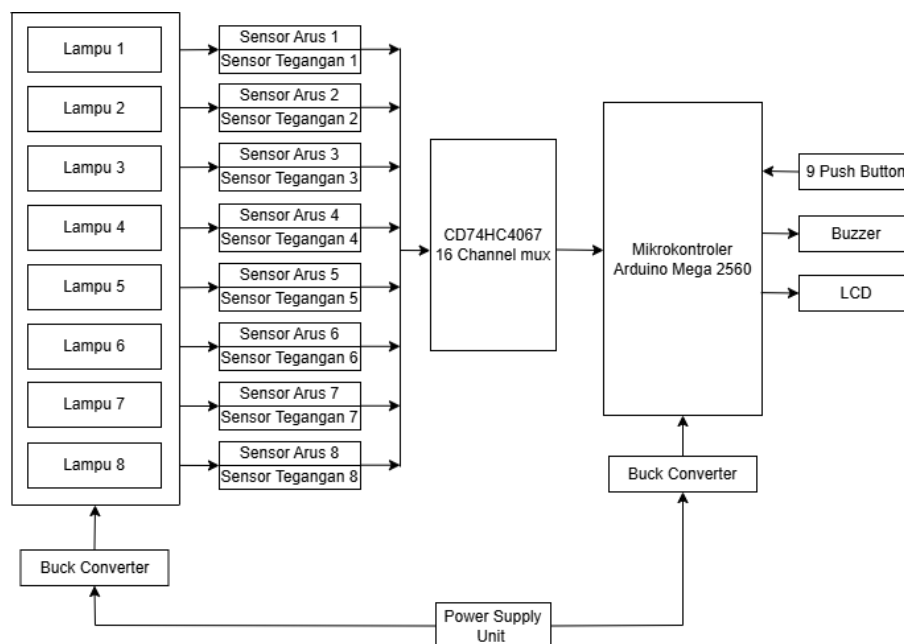 Lampu 1
Lampu 2
Lampu 3
Lampu 4
Lampu 5
Lampu 6
Lampu 7
Lampu 8
Sensor Arus 1
Sensor Tegangan 1
Sensor Arus 2
Sensor Tegangan 2
Sensor Arus 3
Sensor Tegangan 3
Sensor Arus 4
Sensor Tegangan 4
Sensor Arus 5
Sensor Tegangan 5
Sensor Arus 6
Sensor Tegangan 6
Sensor Arus 7
Sensor Tegangan 7
Sensor Arus 8
Sensor Tegangan 8
CD74HC4067
16 Channel mux
Mikrokontroler
Arduino Mega 2560
9 Push Button
Buzzer
LCD
Buck Converter
Buck Converter
Power Supply
Unit